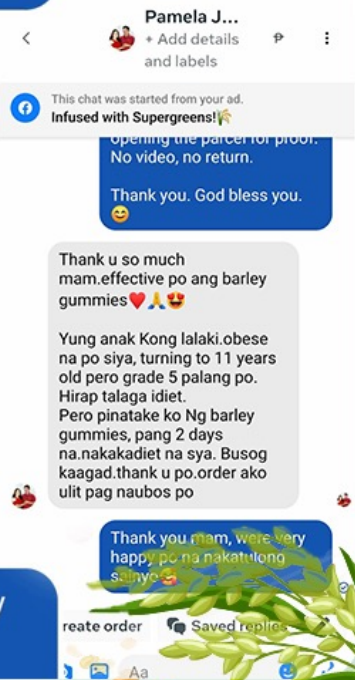 Pamela J...
+ Add details
and labels
This chat was started from your ad.
Infused with Supergreens!🌾
opening the parcel for proof.
No video, no return.
Thank you. God bless you.
😊
Thank u so much
mam.effective po ang barley
gummies❤️🙏😍
Yung anak Kong lalaki.obese
na po siya, turning to 11 years
old pero grade 5 palang po.
Hirap talaga idiet.
Pero pinatake ko Ng barley
gummies, pang 2 days
na.nakakadiet na sya. Busog
kaagad.thank u po.order ako
ulit pag naubos po
Thank you mam, were very
happy po na nakatulong
sainyo🥰
reate order
Saved replies
Aa